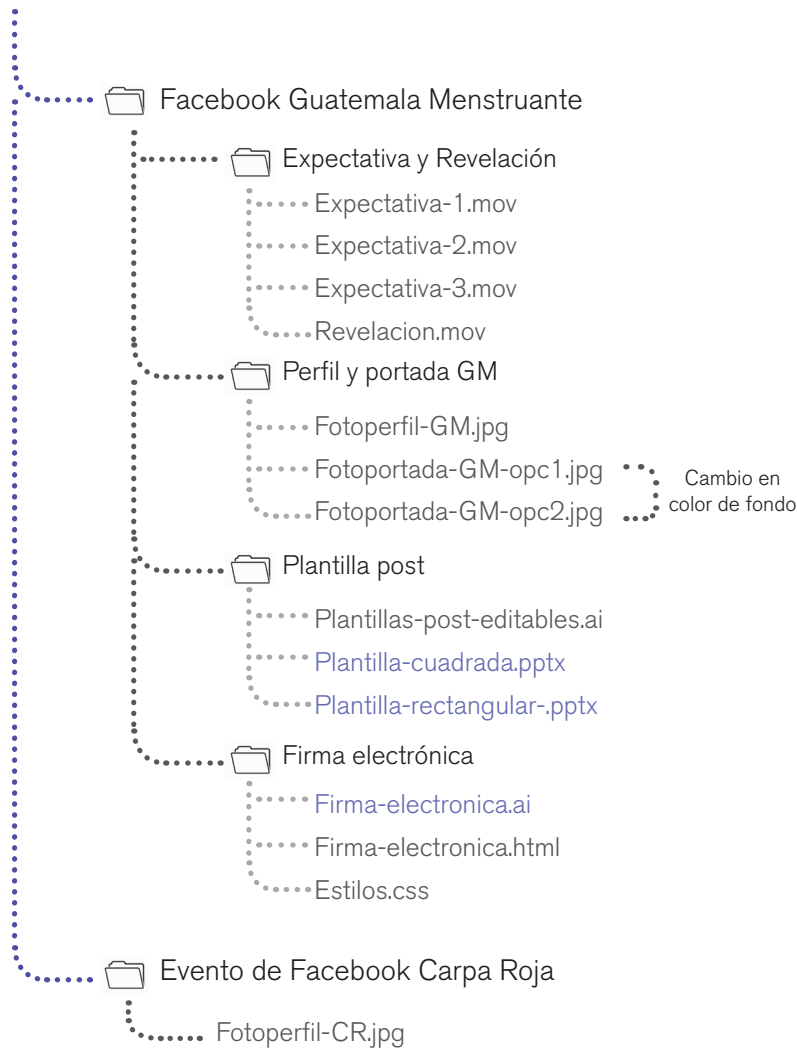 Facebook Guatemala Menstruante
Expectativa y Revelación
Expectativa-1.mov
Expectativa-2.mov
Expectativa-3.mov
Revelacion.mov
Perfil y portada GM
Fotoperfil-GM.jpg
Fotoportada-GM-opc1.jpg
Fotoportada-GM-opc2.jpg
Cambio en
color de fondo
Plantilla post
Plantillas-post-editables.ai
Plantilla-cuadrada.pptx
Plantilla-rectangular-.pptx
Firma electrónica
Firma-electronica.ai
Firma-electronica.html
Estilos.css
Evento de Facebook Carpa Roja
Fotoperfil-CR.jpg